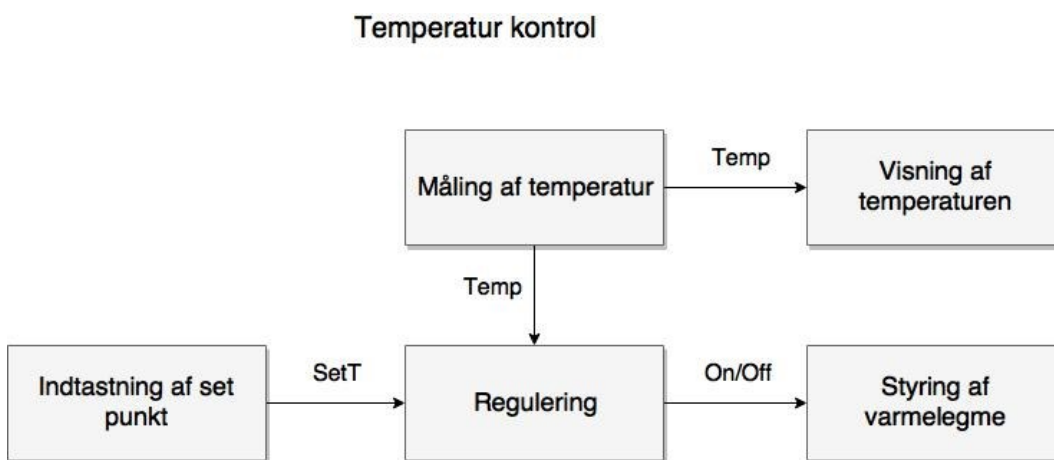 Temperatur kontrol
Måling af temperatur
Temp
Visning af
temperaturen
Temp
Indtastning af set
punkt
SetT
Regulering
On/Off
Styring af
varmelegme